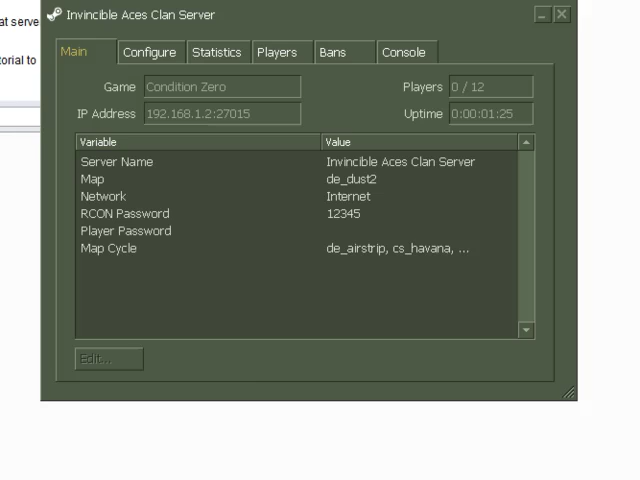 at serve
torial to
Invincible Aces Clan Server
Main Configure Statistics Players Bans Console
Game Condition Zero Players 0 / 12
IP Address 192.168.1.2:27015 Uptime 0:00:01:25
Variable Value
Server Name Invincible Aces Clan Server
Map de_dust2
Network Internet
RCON Password 12345
Player Password
Map Cycle de_airstrip, cs_havana, ...
Edit...